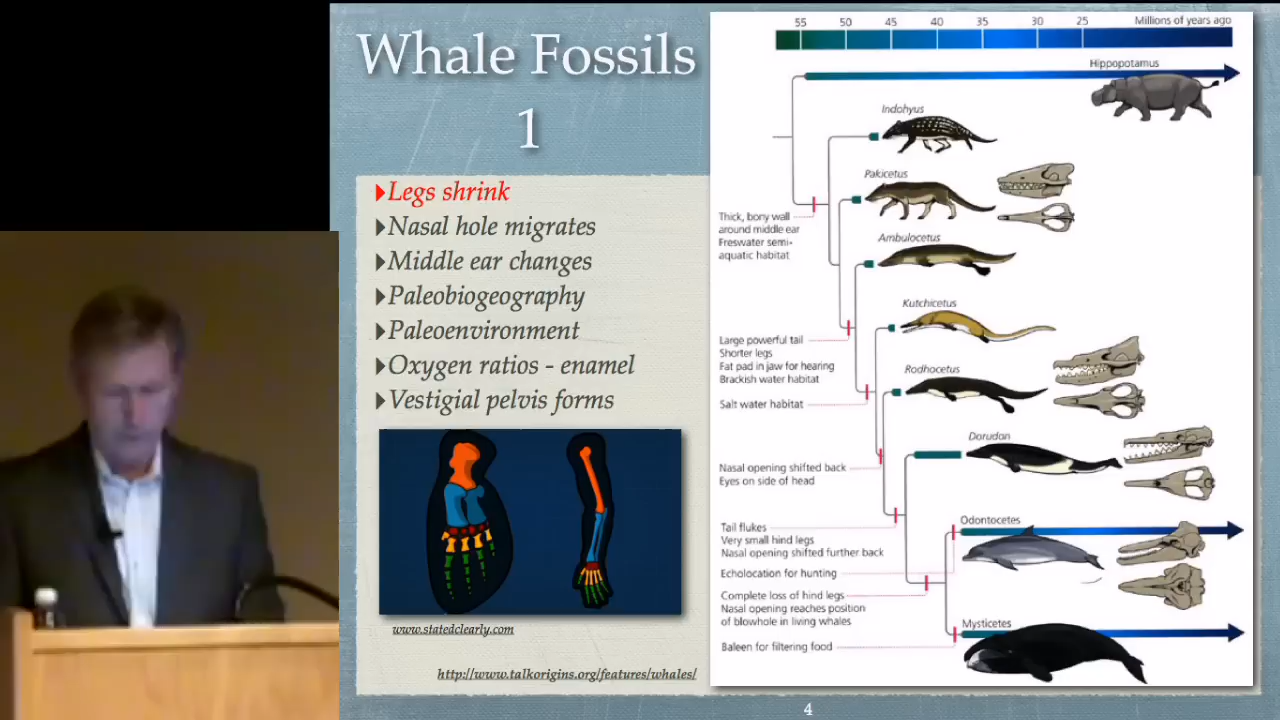 Whale Fossils
1
Legs shrink
Nasal hole migrates
Middle ear changes
Paleobiogeography
Paleoenvironment
Oxygen ratios - enamel
Vestigial pelvis forms
www.statedclearly.com
http://www.talkorigins.org/features/whales/
55 50 45 40 35 30 25 Millions of years ago
Hippopotamus
Indohyus
Pakicetus
Thick, bony wall
around middle ear
Freswater semi-
aquatic habitat
Ambulocetus
Kutchicetus
Large powerful tail
Shorter legs
Fat pad in jaw for hearing
Brackish water habitat
Rodhocetus
Salt water habitat
Dorudon
Nasal opening shifted back
Eyes on side of head
Odontocetes
Tail flukes
Very small hind legs
Nasal opening shifted further back
Echolocation for hunting
Complete loss of hind legs
Nasal opening reaches position
of blowhole in living whales
Mysticetes
Baleen for filtering food
4